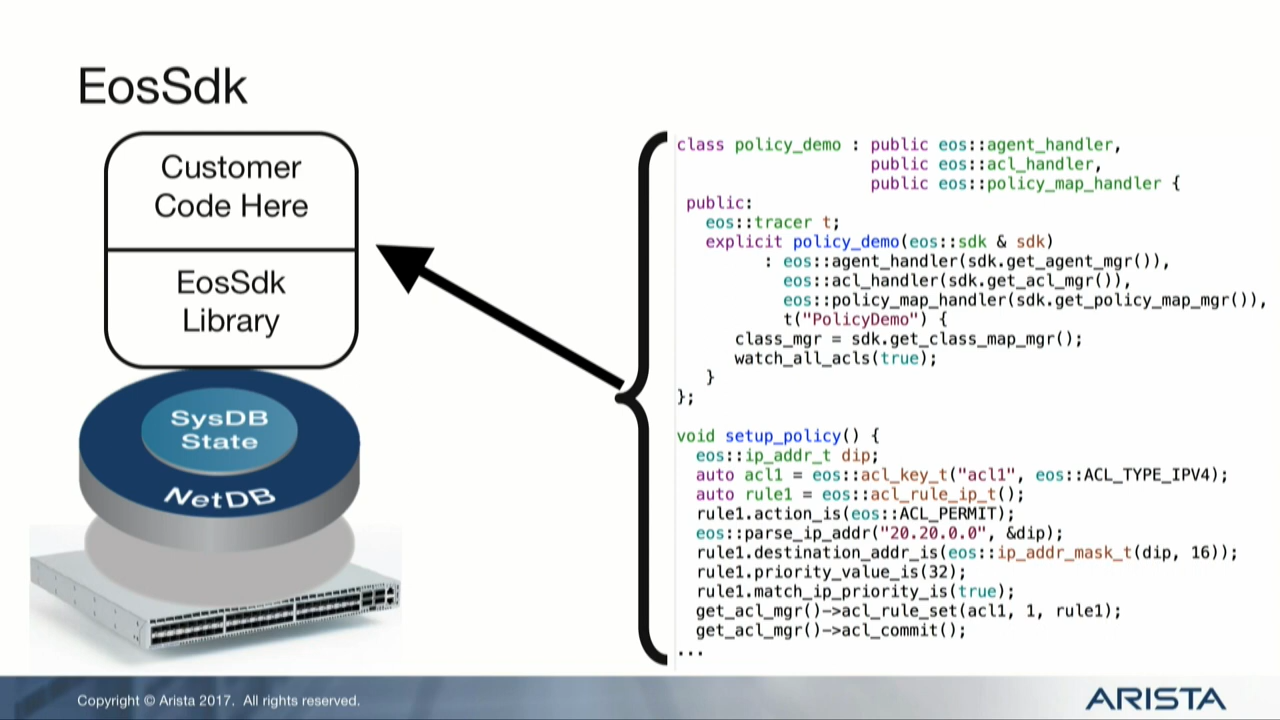 EosSdk
Customer
Code Here
EosSdk
Library
SysDB
State
NetDB
class policy_demo : public eos::agent_handler,
                    public eos::acl_handler,
                    public eos::policy_map_handler {
 public:
   eos::tracer t;
   explicit policy_demo(eos::sdk & sdk)
         : eos::agent_handler(sdk.get_agent_mgr()),
           eos::acl_handler(sdk.get_acl_mgr()),
           eos::policy_map_handler(sdk.get_policy_map_mgr()),
           t("PolicyDemo") {
      class_mgr = sdk.get_class_map_mgr();
      watch_all_acls(true);
   }
};
void setup_policy() {
  eos::ip_addr_t dip;
  auto acl1 = eos::acl_key_t("acl1", eos::ACL_TYPE_IPV4);
  auto rule1 = eos::acl_rule_ip_t();
  rule1.action_is(eos::ACL_PERMIT);
  eos::parse_ip_addr("20.20.0.0", &dip);
  rule1.destination_addr_is(eos::ip_addr_mask_t(dip, 16));
  rule1.priority_value_is(32);
  rule1.match_ip_priority_is(true);
  get_acl_mgr()->acl_rule_set(acl1, 1, rule1);
  get_acl_mgr()->acl_commit();
...
Copyright © Arista 2017. All rights reserved.
ARISTA